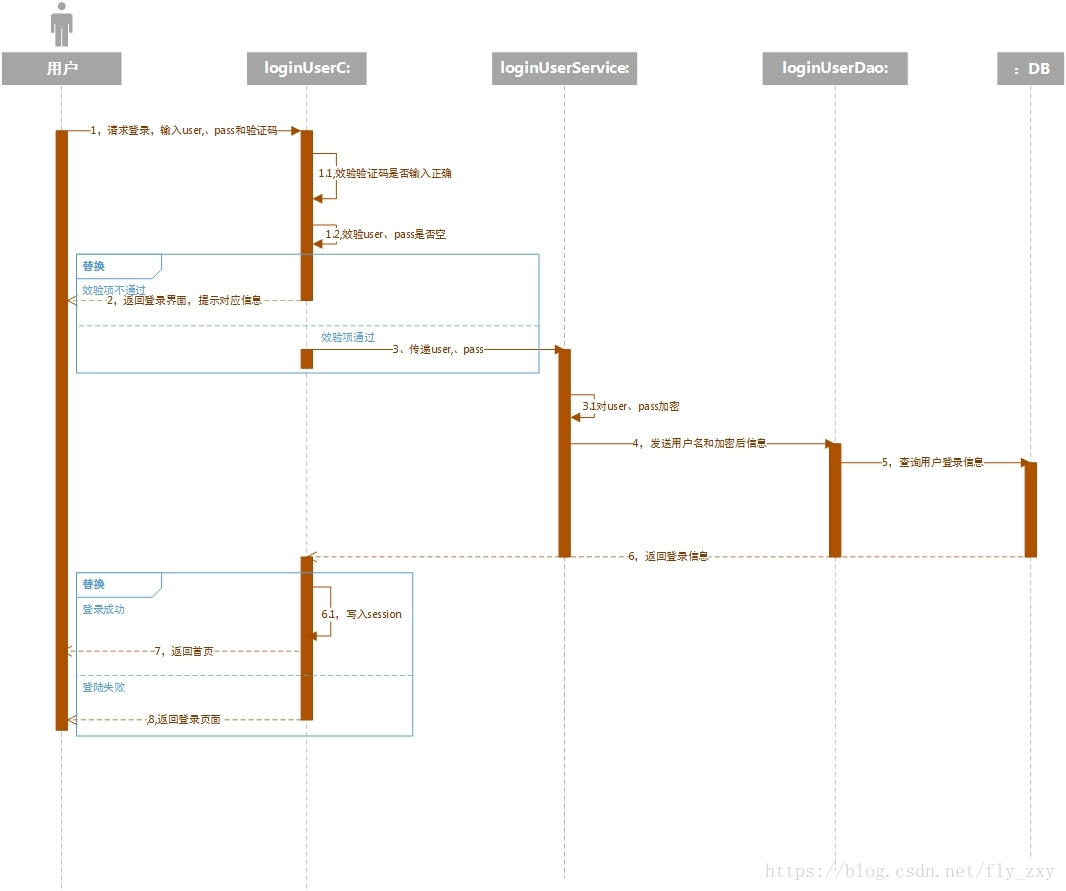 用户
loginUserC:
loginUserService:
loginUserDao:
：DB
1，请求登录，输入user,、pass和验证码
1.1,效验验证码是否输入正确
1.2,效验user、pass是否空
替换
效验项不通过
2，返回登录界面，提示对应信息
效验项通过
3、传递user,、pass
3.1对user、pass加密
4，发送用户名和加密后信息
5，查询用户登录信息
6，返回登录信息
替换
登录成功
6.1，写入session
7，返回首页
登陆失败
,8,返回登录页面
https://blog.csdn.net/fly_zxy